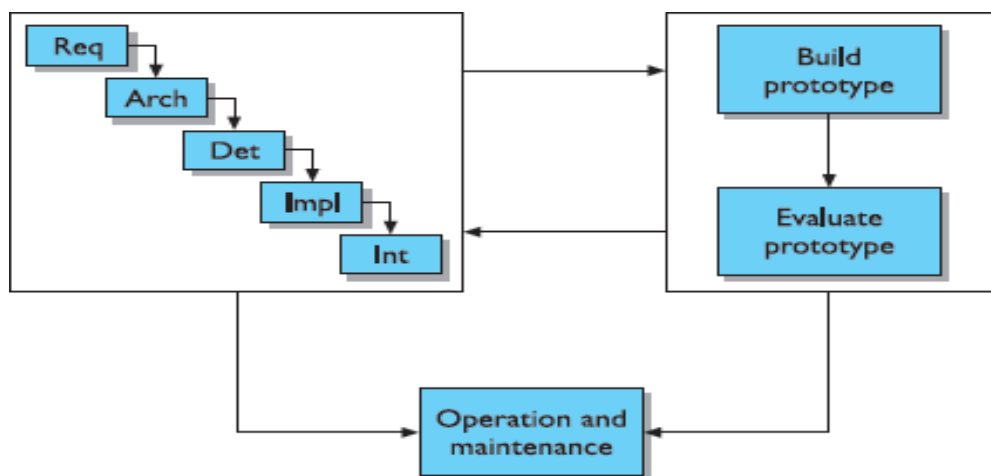 Req
Arch
Det
Impl
Int
Build
prototype
Evaluate
prototype
Operation and
maintenance